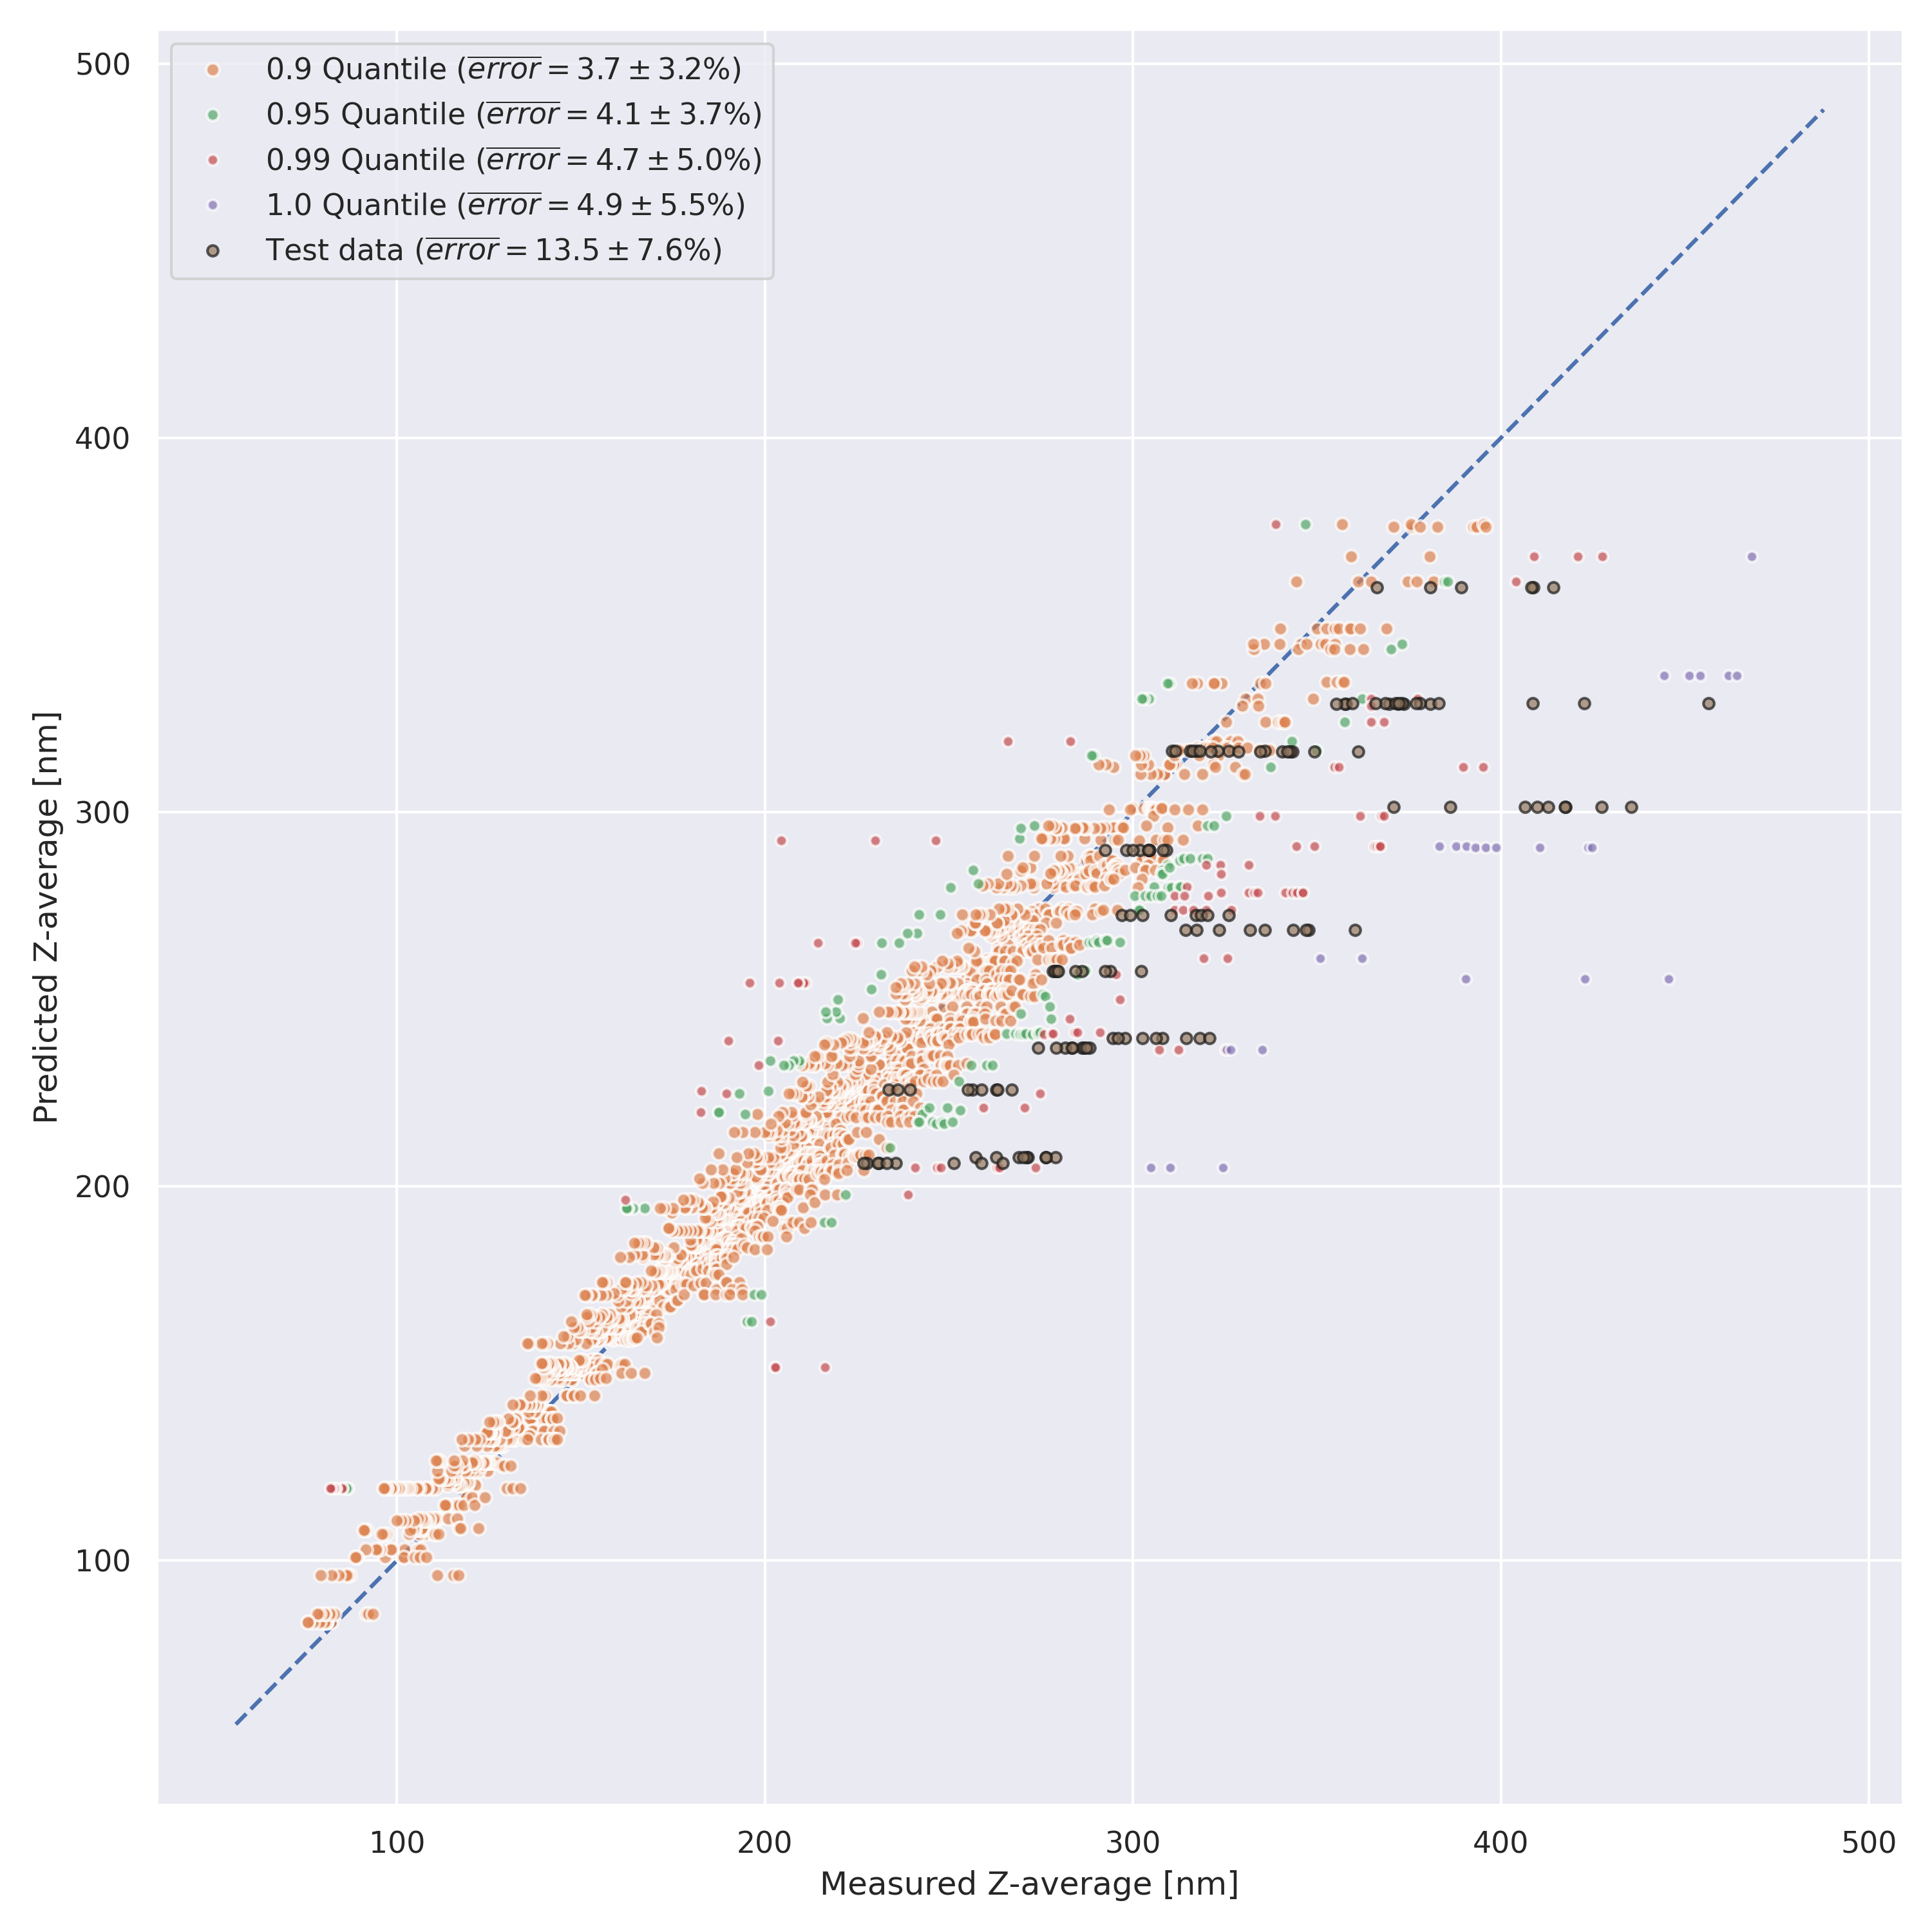 0.9 Quantile (error = 3.7 ± 3.2%)
0.95 Quantile (error = 4.1 ± 3.7%)
0.99 Quantile (error = 4.7 ± 5.0%)
1.0 Quantile (error = 4.9 ± 5.5%)
Test data (error = 13.5 ± 7.6%)
500
400
300
200
100
Predicted Z-average [nm]
100 200 300 400 500
Measured Z-average [nm]